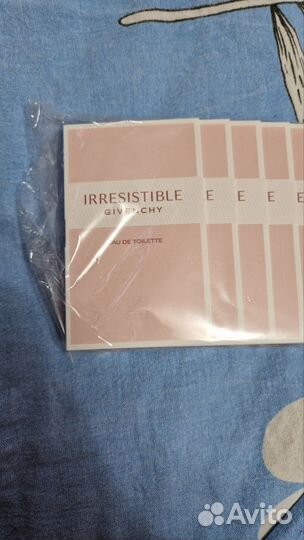 IRRESISTIBLE
GIVENCHY
EAU DE TOILETTE
E
E
E
E
Avito